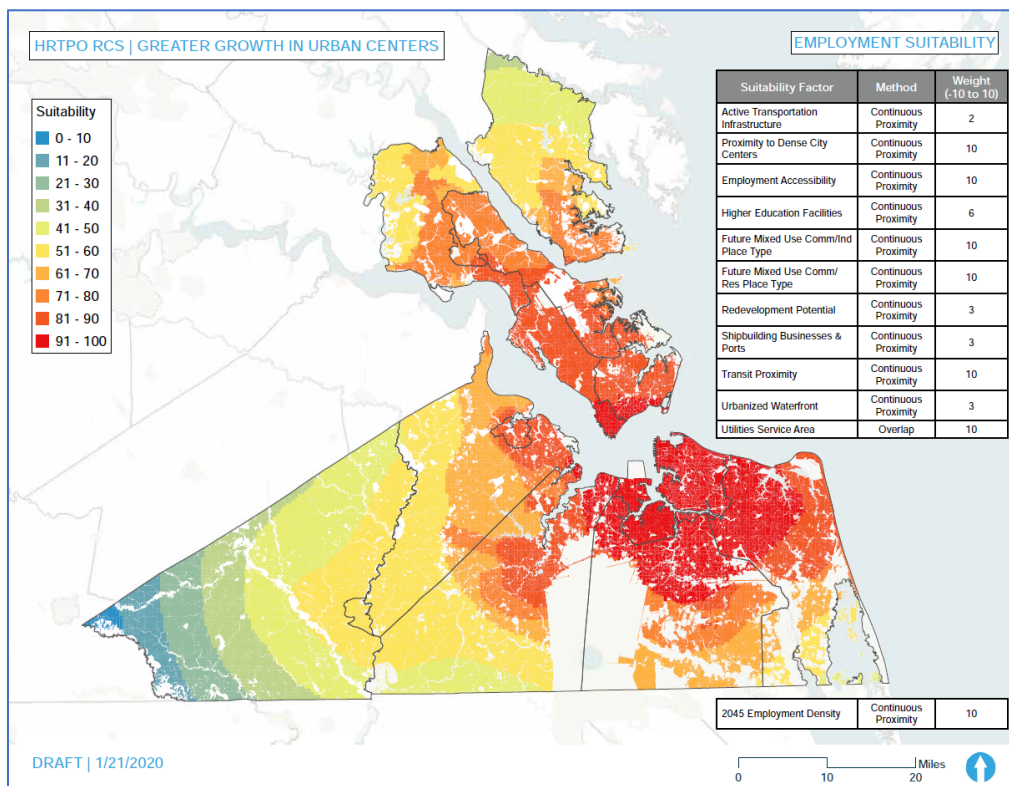 HRTPO RCS | GREATER GROWTH IN URBAN CENTERS
EMPLOYMENT SUITABILITY
Suitability
0 - 10
11 - 20
21 - 30
31 - 40
41 - 50
51 - 60
61 - 70
71 - 80
81 - 90
91 - 100
Suitability Factor Method Weight (-10 to 10)
Active Transportation Infrastructure Continuous Proximity 2
Proximity to Dense City Centers Continuous Proximity 10
Employment Accessibility Continuous Proximity 10
Higher Education Facilities Continuous Proximity 6
Future Mixed Use Comm/Ind Place Type Continuous Proximity 10
Future Mixed Use Comm/ Res Place Type Continuous Proximity 10
Redevelopment Potential Continuous Proximity 3
Shipbuilding Businesses & Ports Continuous Proximity 3
Transit Proximity Continuous Proximity 10
Urbanized Waterfront Continuous Proximity 3
Utilities Service Area Overlap 10
2045 Employment Density Continuous Proximity 10
DRAFT | 1/21/2020
Miles
0 10 20